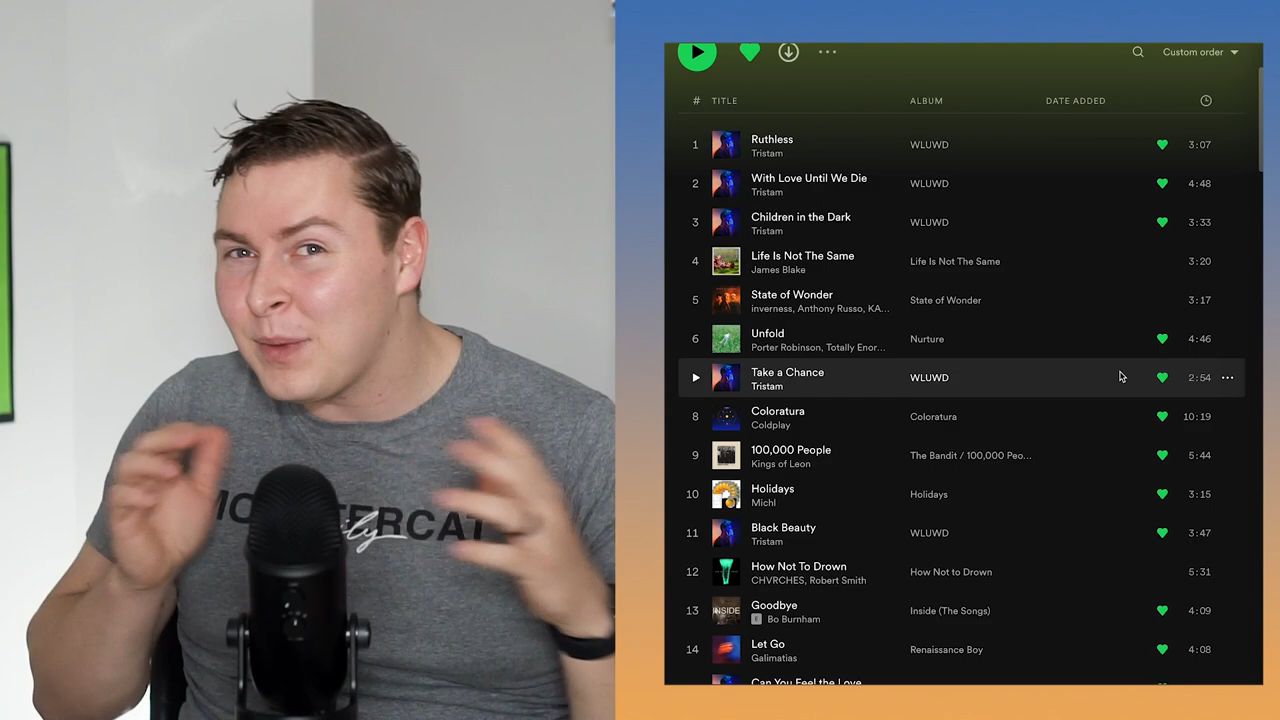 Custom order
# TITLE ALBUM DATE ADDED
1 Ruthless WLUWD 3:07
Tristam
2 With Love Until We Die WLUWD 4:48
Tristam
3 Children in the Dark WLUWD 3:33
Tristam
4 Life Is Not The Same Life Is Not The Same 3:20
James Blake
5 State of Wonder State of Wonder 3:17
inverness, Anthony Russo, KA...
6 Unfold Nurture 4:46
Porter Robinson, Totally Enor...
Take a Chance WLUWD 2:54
Tristam
8 Coloratura Coloratura 10:19
Coldplay
9 100,000 People The Bandit / 100,000 Peo... 5:44
Kings of Leon
10 Holidays Holidays 3:15
Michl
11 Black Beauty WLUWD 3:47
Tristam
12 How Not To Drown How Not to Drown 5:31
CHVRCHES, Robert Smith
13 Goodbye Inside (The Songs) 4:09
INSIDE
E Bo Burnham
14 Let Go Renaissance Boy 4:08
Galimatias
Can You Feel the Love